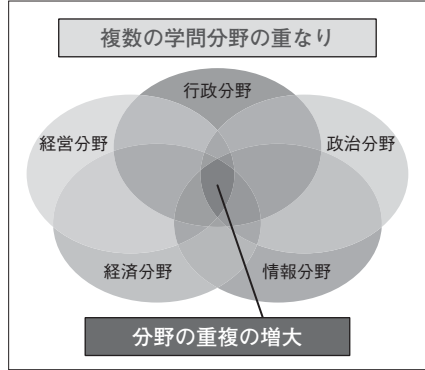 複数の学問分野の重なり
行政分野
経営分野
政治分野
経済分野
情報分野
分野の重複の増大